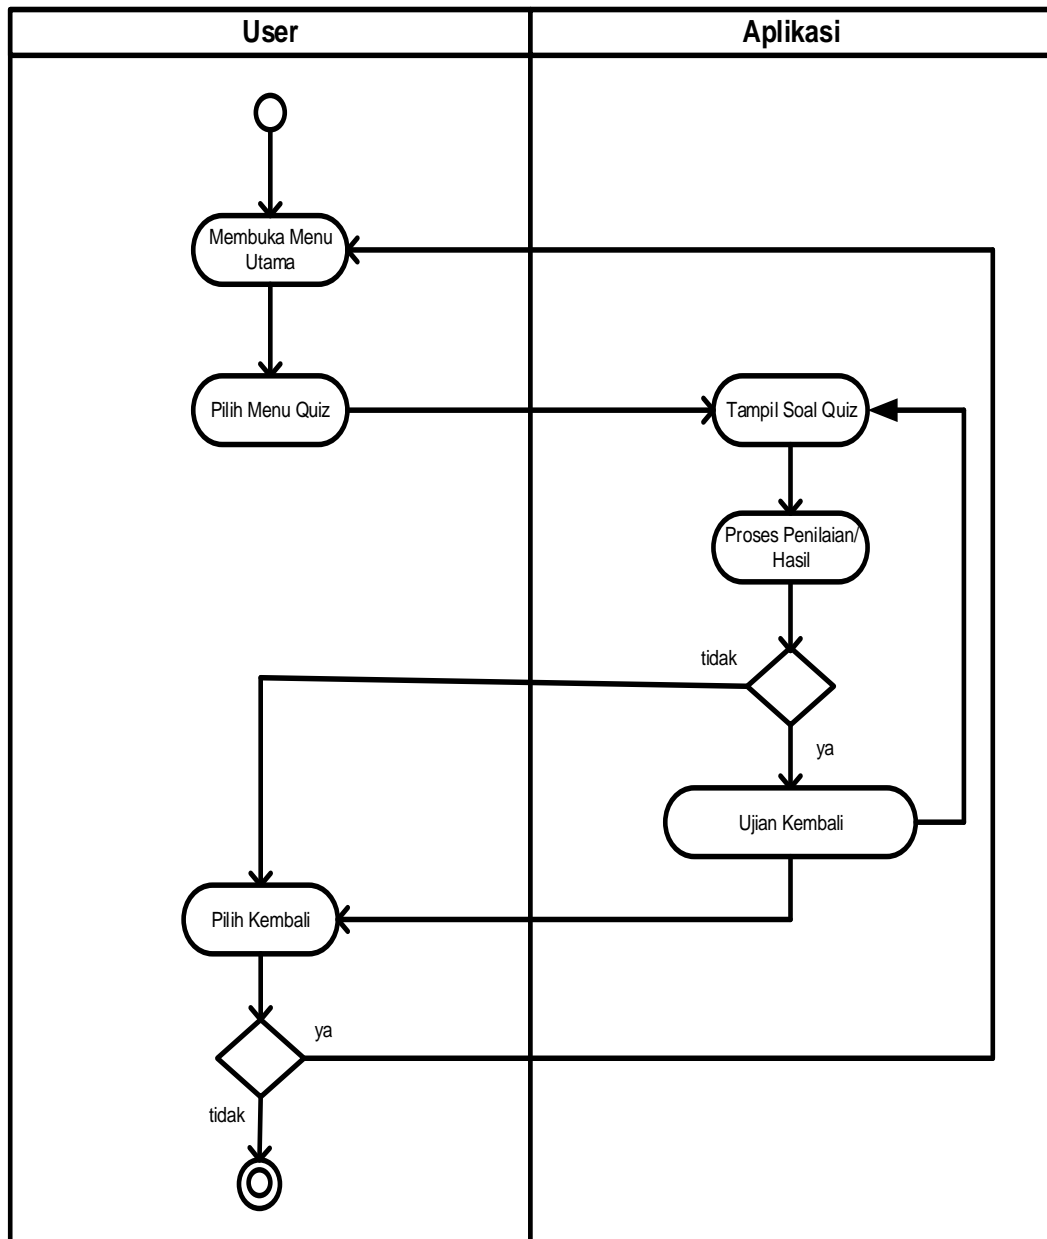 User
Aplikasi
Membuka Menu
Utama
Pilih Menu Quiz
Tampil Soal Quiz
Proses Penilaian/
Hasil
tidak
ya
Ujian Kembali
Pilih Kembali
ya
tidak